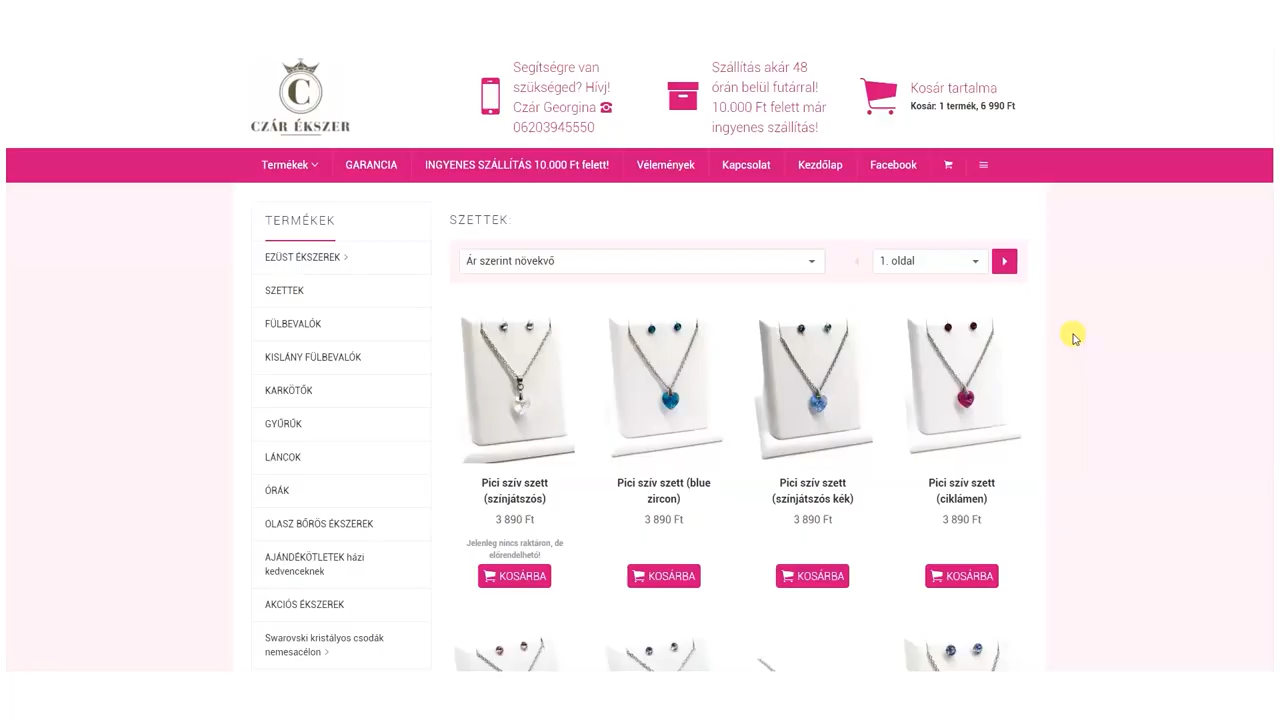 C
CZÁR ÉKSZER
Segítségre van
szükséged? Hívj!
Czár Georgina ☎
06203945550
Szállítás akár 48
órán belül futárral!
10.000 Ft felett már
ingyenes szállítás!
Kosár tartalma
Kosár: 1 termék, 6 990 Ft
Termékek
GARANCIA
INGYENES SZÁLLÍTÁS 10.000 Ft felett!
Vélemények
Kapcsolat
Kezdőlap
Facebook
TERMÉKEK
EZÜST ÉKSZEREK >
SZETTEK
FÜLBEVALÓK
KISLÁNY FÜLBEVALÓK
KARKÖTŐK
GYŰRŰK
LÁNCOK
ÓRÁK
OLASZ BŐRÖS ÉKSZEREK
AJÁNDÉKÖTLETEK házi
kedvenceknek
AKCIÓS ÉKSZEREK
Swarovski kristályos csodák
nemesacélon >
SZETTEK:
Ár szerint növekvő
1. oldal
Pici szív szett
(színjátszós)
3 890 Ft
Jelenleg nincs raktáron, de
előrendelhető!
KOSÁRBA
Pici szív szett (blue
zircon)
3 890 Ft
KOSÁRBA
Pici szív szett
(színjátszós kék)
3 890 Ft
KOSÁRBA
Pici szív szett
(ciklámen)
3 890 Ft
KOSÁRBA